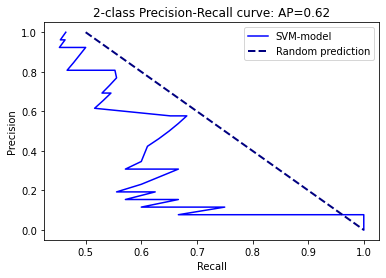 2-class Precision-Recall curve: AP=0.62
SVM-model
Random prediction
Precision
1.0
0.8
0.6
0.4
0.2
0.0
0.5
0.6
0.7
0.8
0.9
1.0
Recall